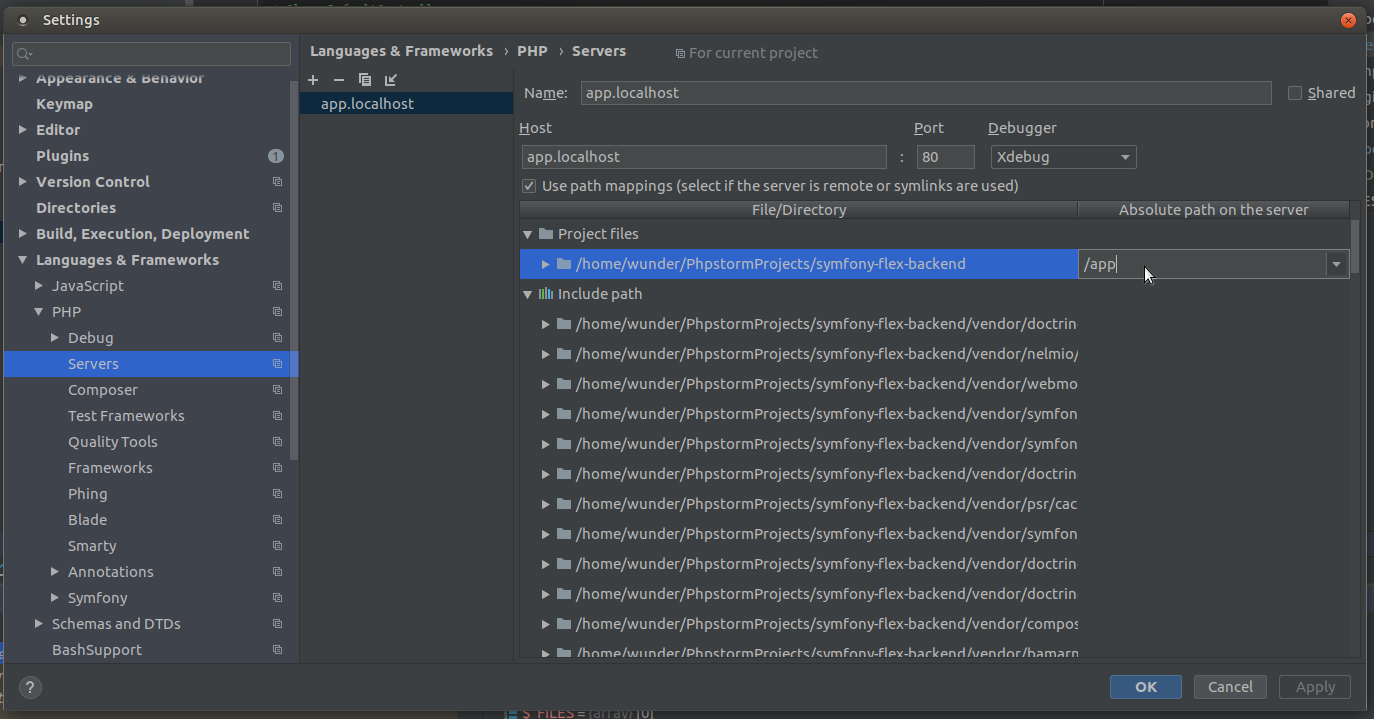 Settings
Appearance & Behavior
Keymap
Editor
Plugins 1
Version Control
Directories
Build, Execution, Deployment
Languages & Frameworks
JavaScript
PHP
Debug
Servers
Composer
Test Frameworks
Quality Tools
Frameworks
Phing
Blade
Smarty
Annotations
Symfony
Schemas and DTDs
BashSupport
Languages & Frameworks › PHP › Servers For current project
app.localhost
Name: app.localhost Shared
Host Port Debugger
app.localhost : 80 Xdebug
Use path mappings (select if the server is remote or symlinks are used)
File/Directory Absolute path on the server
Project files
/home/wunder/PhpstormProjects/symfony-flex-backend /app
Include path
/home/wunder/PhpstormProjects/symfony-flex-backend/vendor/doctrin
/home/wunder/PhpstormProjects/symfony-flex-backend/vendor/nelmio/
/home/wunder/PhpstormProjects/symfony-flex-backend/vendor/webmo
/home/wunder/PhpstormProjects/symfony-flex-backend/vendor/symfon
/home/wunder/PhpstormProjects/symfony-flex-backend/vendor/symfon
/home/wunder/PhpstormProjects/symfony-flex-backend/vendor/doctrin
/home/wunder/PhpstormProjects/symfony-flex-backend/vendor/psr/cac
/home/wunder/PhpstormProjects/symfony-flex-backend/vendor/symfon
/home/wunder/PhpstormProjects/symfony-flex-backend/vendor/doctrin
/home/wunder/PhpstormProjects/symfony-flex-backend/vendor/doctrin
/home/wunder/PhpstormProjects/symfony-flex-backend/vendor/compos
/home/wunder/PhpstormProjects/symfony-flex-backend/vendor/bamarn
? OK Cancel Apply
$_FILES = {array} [0]